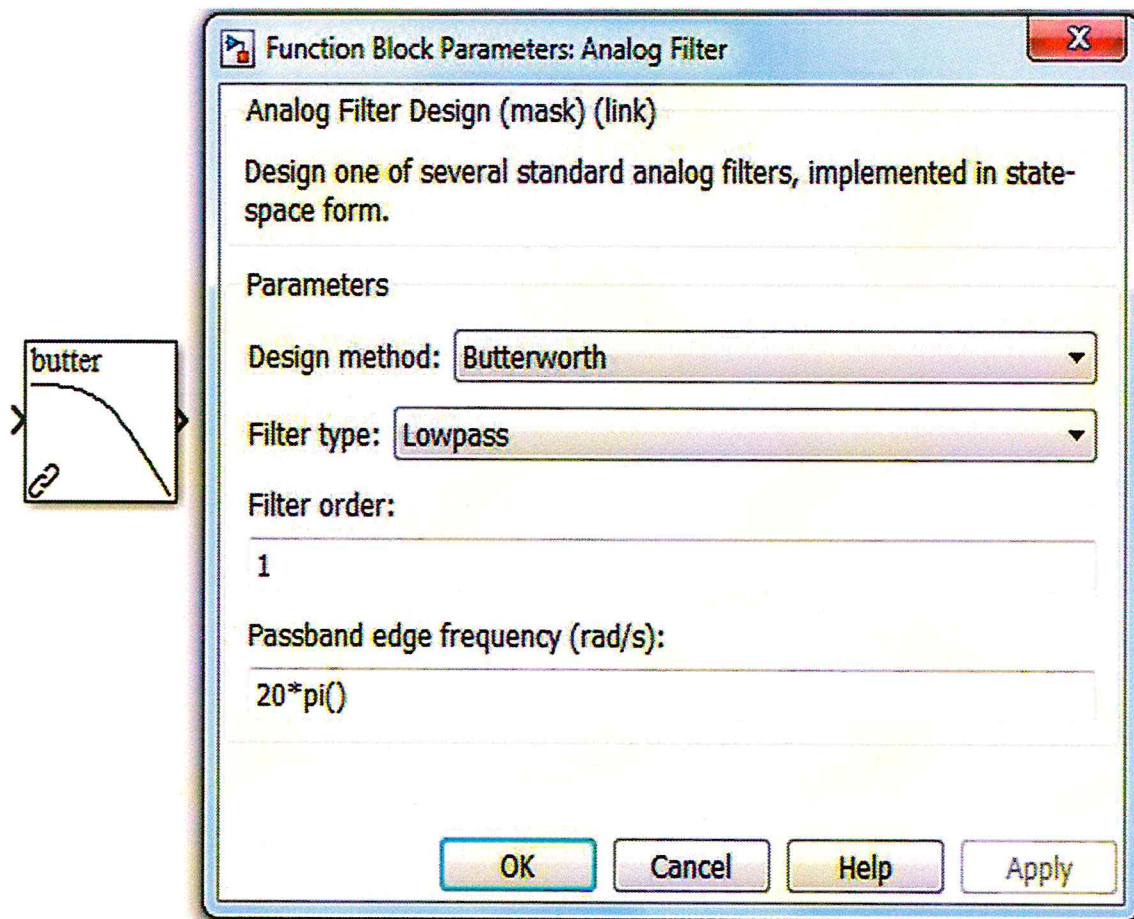 Function Block Parameters: Analog Filter
X
Analog Filter Design (mask) (link)
Design one of several standard analog filters, implemented in state-
space form.
Parameters
butter
Design method: Butterworth
Filter type: Lowpass
Filter order:
1
Passband edge frequency (rad/s):
20*pi()
OK Cancel Help Apply